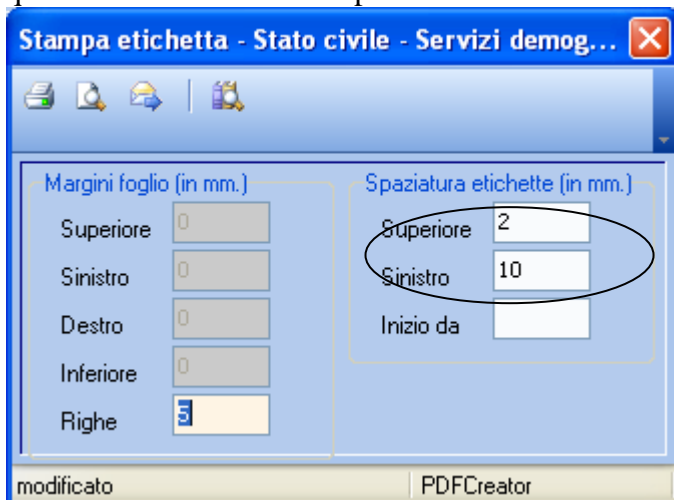 Stampa etichetta - Stato civile - Servizi demog...
Margini foglio (in mm.)
Superiore 0
Sinistro 0
Destro 0
Inferiore 0
Righe 3
Spaziatura etichette (in mm.)
Superiore 2
Sinistro 10
Inizio da
modificato PDFCreator